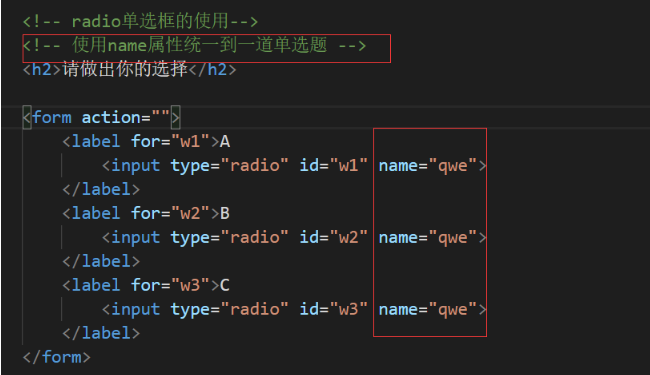 <!-- radio单选框的使用-->
<!-- 使用name属性统一到一道单选题 -->
<h2>请做出你的选择</h2>
<form action="">
<label for="w1">A
<input type="radio" id="w1" name="qwe">
</label>
<label for="w2">B
<input type="radio" id="w2" name="qwe">
</label>
<label for="w3">C
<input type="radio" id="w3" name="qwe">
</label>
</form>